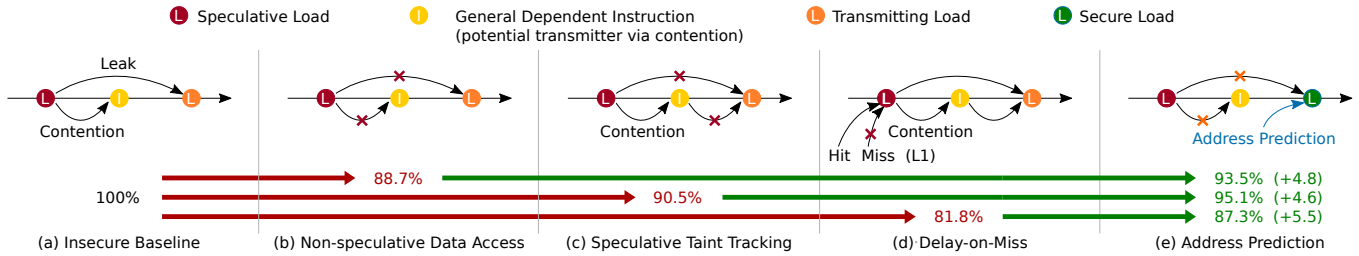 L Speculative Load
I General Dependent Instruction
(potential transmitter via contention)
L Transmitting Load
L Secure Load
Leak
L I L
Contention
L I L
L I L
L I L
Contention
Hit Miss (L1)
L I L
Address Prediction
88.7% 93.5% (+4.8)
100% 90.5% 95.1% (+4.6)
81.8% 87.3% (+5.5)
(a) Insecure Baseline
(b) Non-speculative Data Access
(c) Speculative Taint Tracking
(d) Delay-on-Miss
(e) Address Prediction